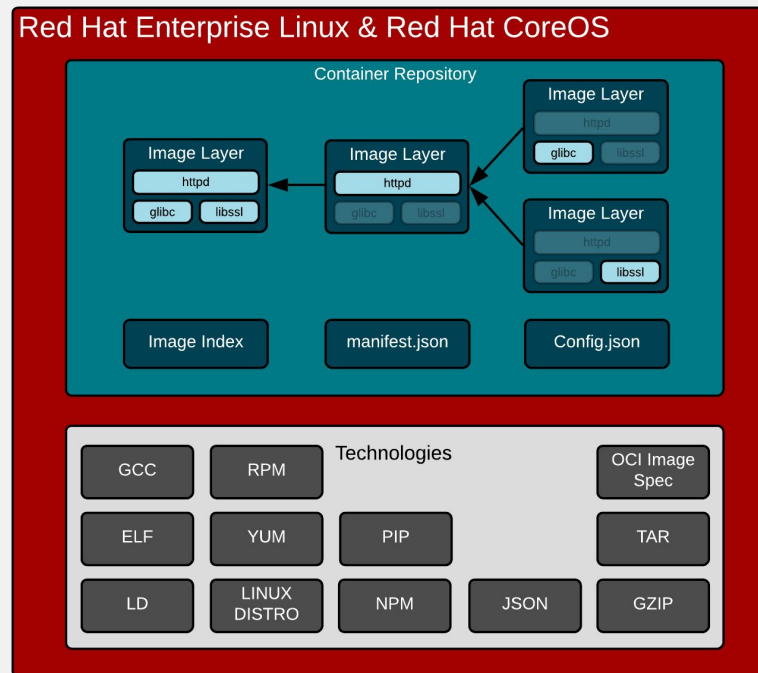 Red Hat Enterprise Linux & Red Hat CoreOS
Container Repository
Image Layer
httpd
glibc libssl
Image Layer
httpd
glibc libssl
Image Layer
httpd
glibc libssl
Image Layer
httpd
glibc libssl
Image Index
manifest.json
Config.json
Technologies
GCC
RPM
OCI Image
Spec
ELF
YUM
PIP
TAR
LD
LINUX
DISTRO
NPM
JSON
GZIP